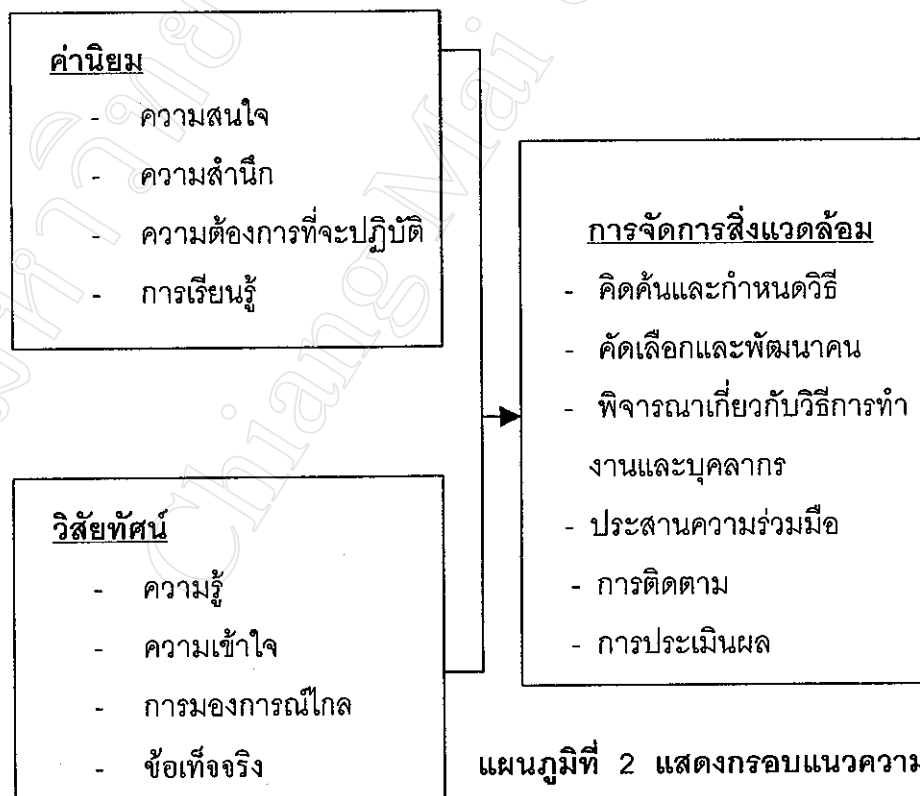 ค่านิยม
- ความสนใจ
- ความสำนึก
- ความต้องการที่จะปฏิบัติ
- การเรียนรู้
วิสัยทัศน์
- ความรู้
- ความเข้าใจ
- การมองการณ์ไกล
- ข้อเท็จจริง
การจัดการสิ่งแวดล้อม
- คิดค้นและกำหนดวิธี
- คัดเลือกและพัฒนาคน
- พิจารณาเกี่ยวกับวิธีการทำ
งานและบุคลากร
- ประสานความร่วมมือ
- การติดตาม
- การประเมินผล
แผนภูมิที่ 2 แสดงกรอบแนวความ
Chiang Mai